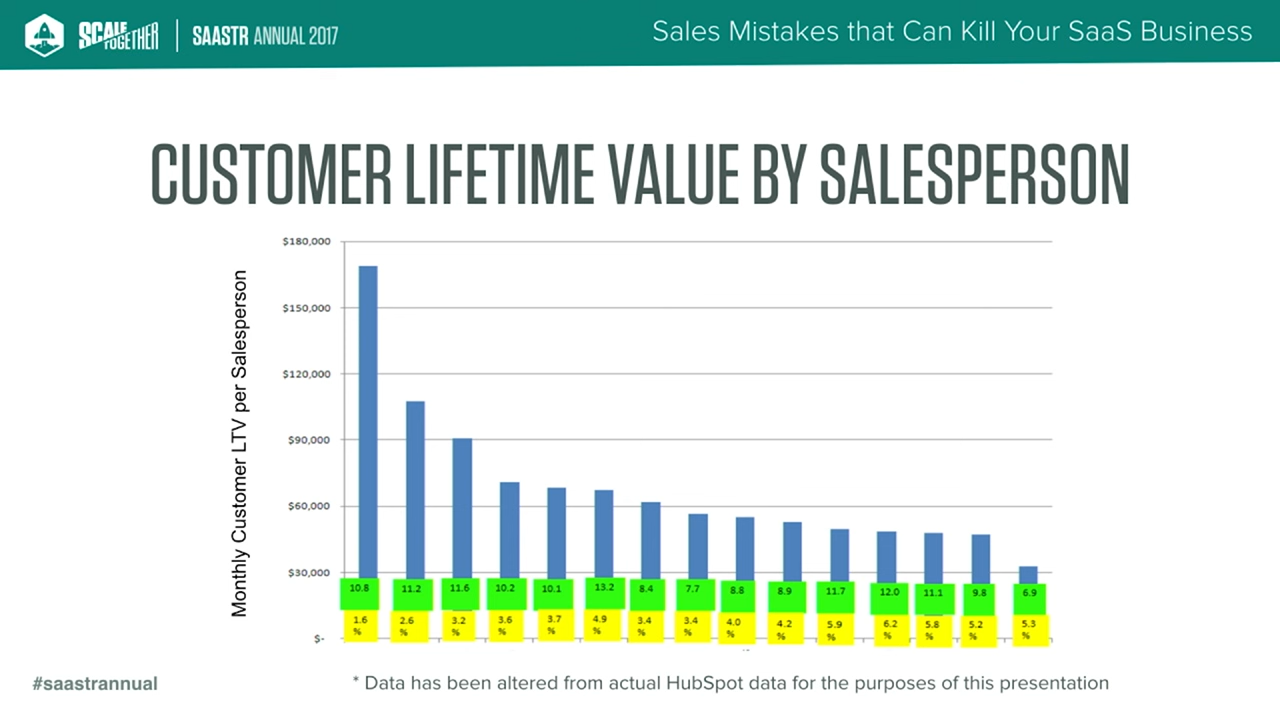 SCALE TOGETHER | SAASTR ANNUAL 2017
Sales Mistakes that Can Kill Your SaaS Business
CUSTOMER LIFETIME VALUE BY SALESPERSON
Monthly Customer LTV per Salesperson
$180,000
$150,000
$120,000
$90,000
$60,000
$30,000
$-
10.8 11.2 11.6 10.2 10.1 13.2 8.4 7.7 8.8 8.9 11.7 12.0 11.1 9.8 6.9
1.6 % 2.6 % 3.2 % 3.6 % 3.7 % 4.9 % 3.4 % 3.4 % 4.0 % 4.2 % 5.9 % 6.2 % 5.8 % 5.2 % 5.3 %
#saastrannual
* Data has been altered from actual HubSpot data for the purposes of this presentation